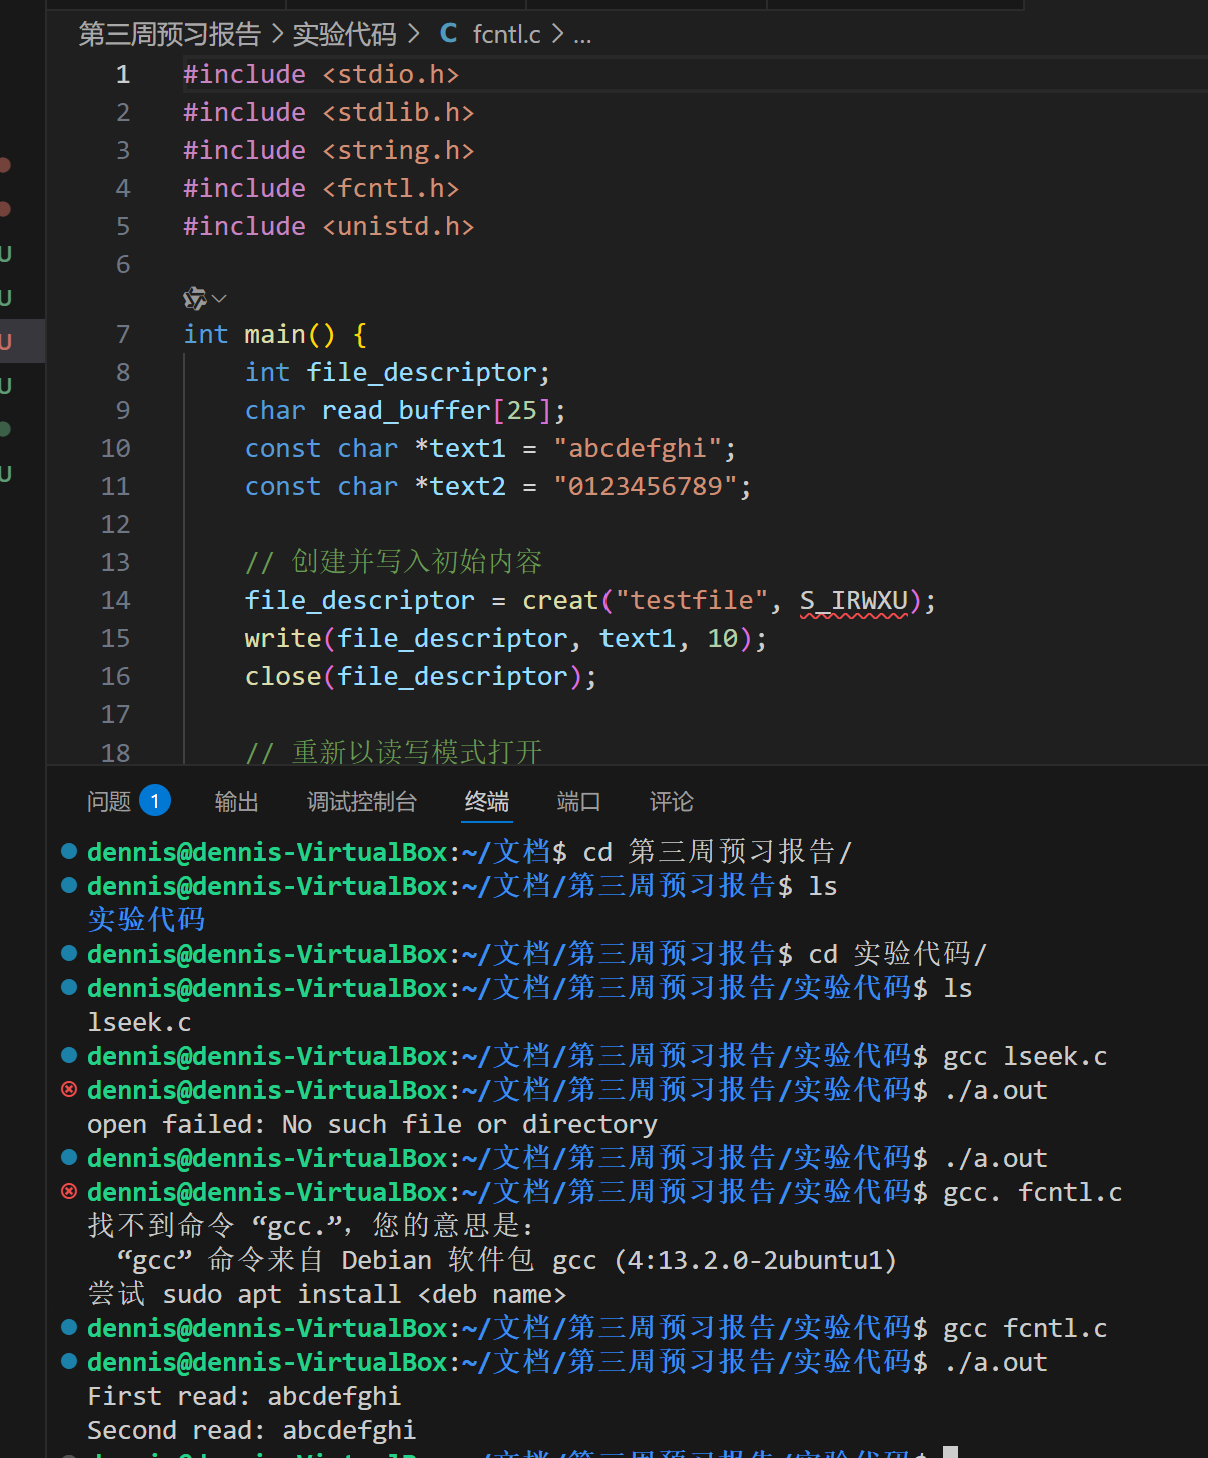 第三周预习报告 > 实验代码 > C fcntl.c > ...
1 #include <stdio.h>
2 #include <stdlib.h>
3 #include <string.h>
4 #include <fcntl.h>
5 #include <unistd.h>
6
7 int main() {
8 int file_descriptor;
9 char read_buffer[25];
10 const char *text1 = "abcdefghi";
11 const char *text2 = "0123456789";
12
13 // 创建并写入初始内容
14 file_descriptor = creat("testfile", S_IRWXU);
15 write(file_descriptor, text1, 10);
16 close(file_descriptor);
17
18 // 重新以读写模式打开
U
U
U
U
U
问题 1 输出 调试控制台 终端 端口 评论
dennis@dennis-VirtualBox:~/文档$ cd 第三周预习报告/
dennis@dennis-VirtualBox:~/文档/第三周预习报告$ ls
实验代码
dennis@dennis-VirtualBox:~/文档/第三周预习报告$ cd 实验代码/
dennis@dennis-VirtualBox:~/文档/第三周预习报告/实验代码$ ls
lseek.c
dennis@dennis-VirtualBox:~/文档/第三周预习报告/实验代码$ gcc lseek.c
dennis@dennis-VirtualBox:~/文档/第三周预习报告/实验代码$ ./a.out
open failed: No such file or directory
dennis@dennis-VirtualBox:~/文档/第三周预习报告/实验代码$ ./a.out
dennis@dennis-VirtualBox:~/文档/第三周预习报告/实验代码$ gcc. fcntl.c
找不到命令 “gcc.”，您的意思是：
“gcc” 命令来自 Debian 软件包 gcc (4:13.2.0-2ubuntu1)
尝试 sudo apt install <deb name>
dennis@dennis-VirtualBox:~/文档/第三周预习报告/实验代码$ gcc fcntl.c
dennis@dennis-VirtualBox:~/文档/第三周预习报告/实验代码$ ./a.out
First read: abcdefghi
Second read: abcdefghi
dennis@dennis-VirtualBox:~/文档/第三周预习报告/实验代码$